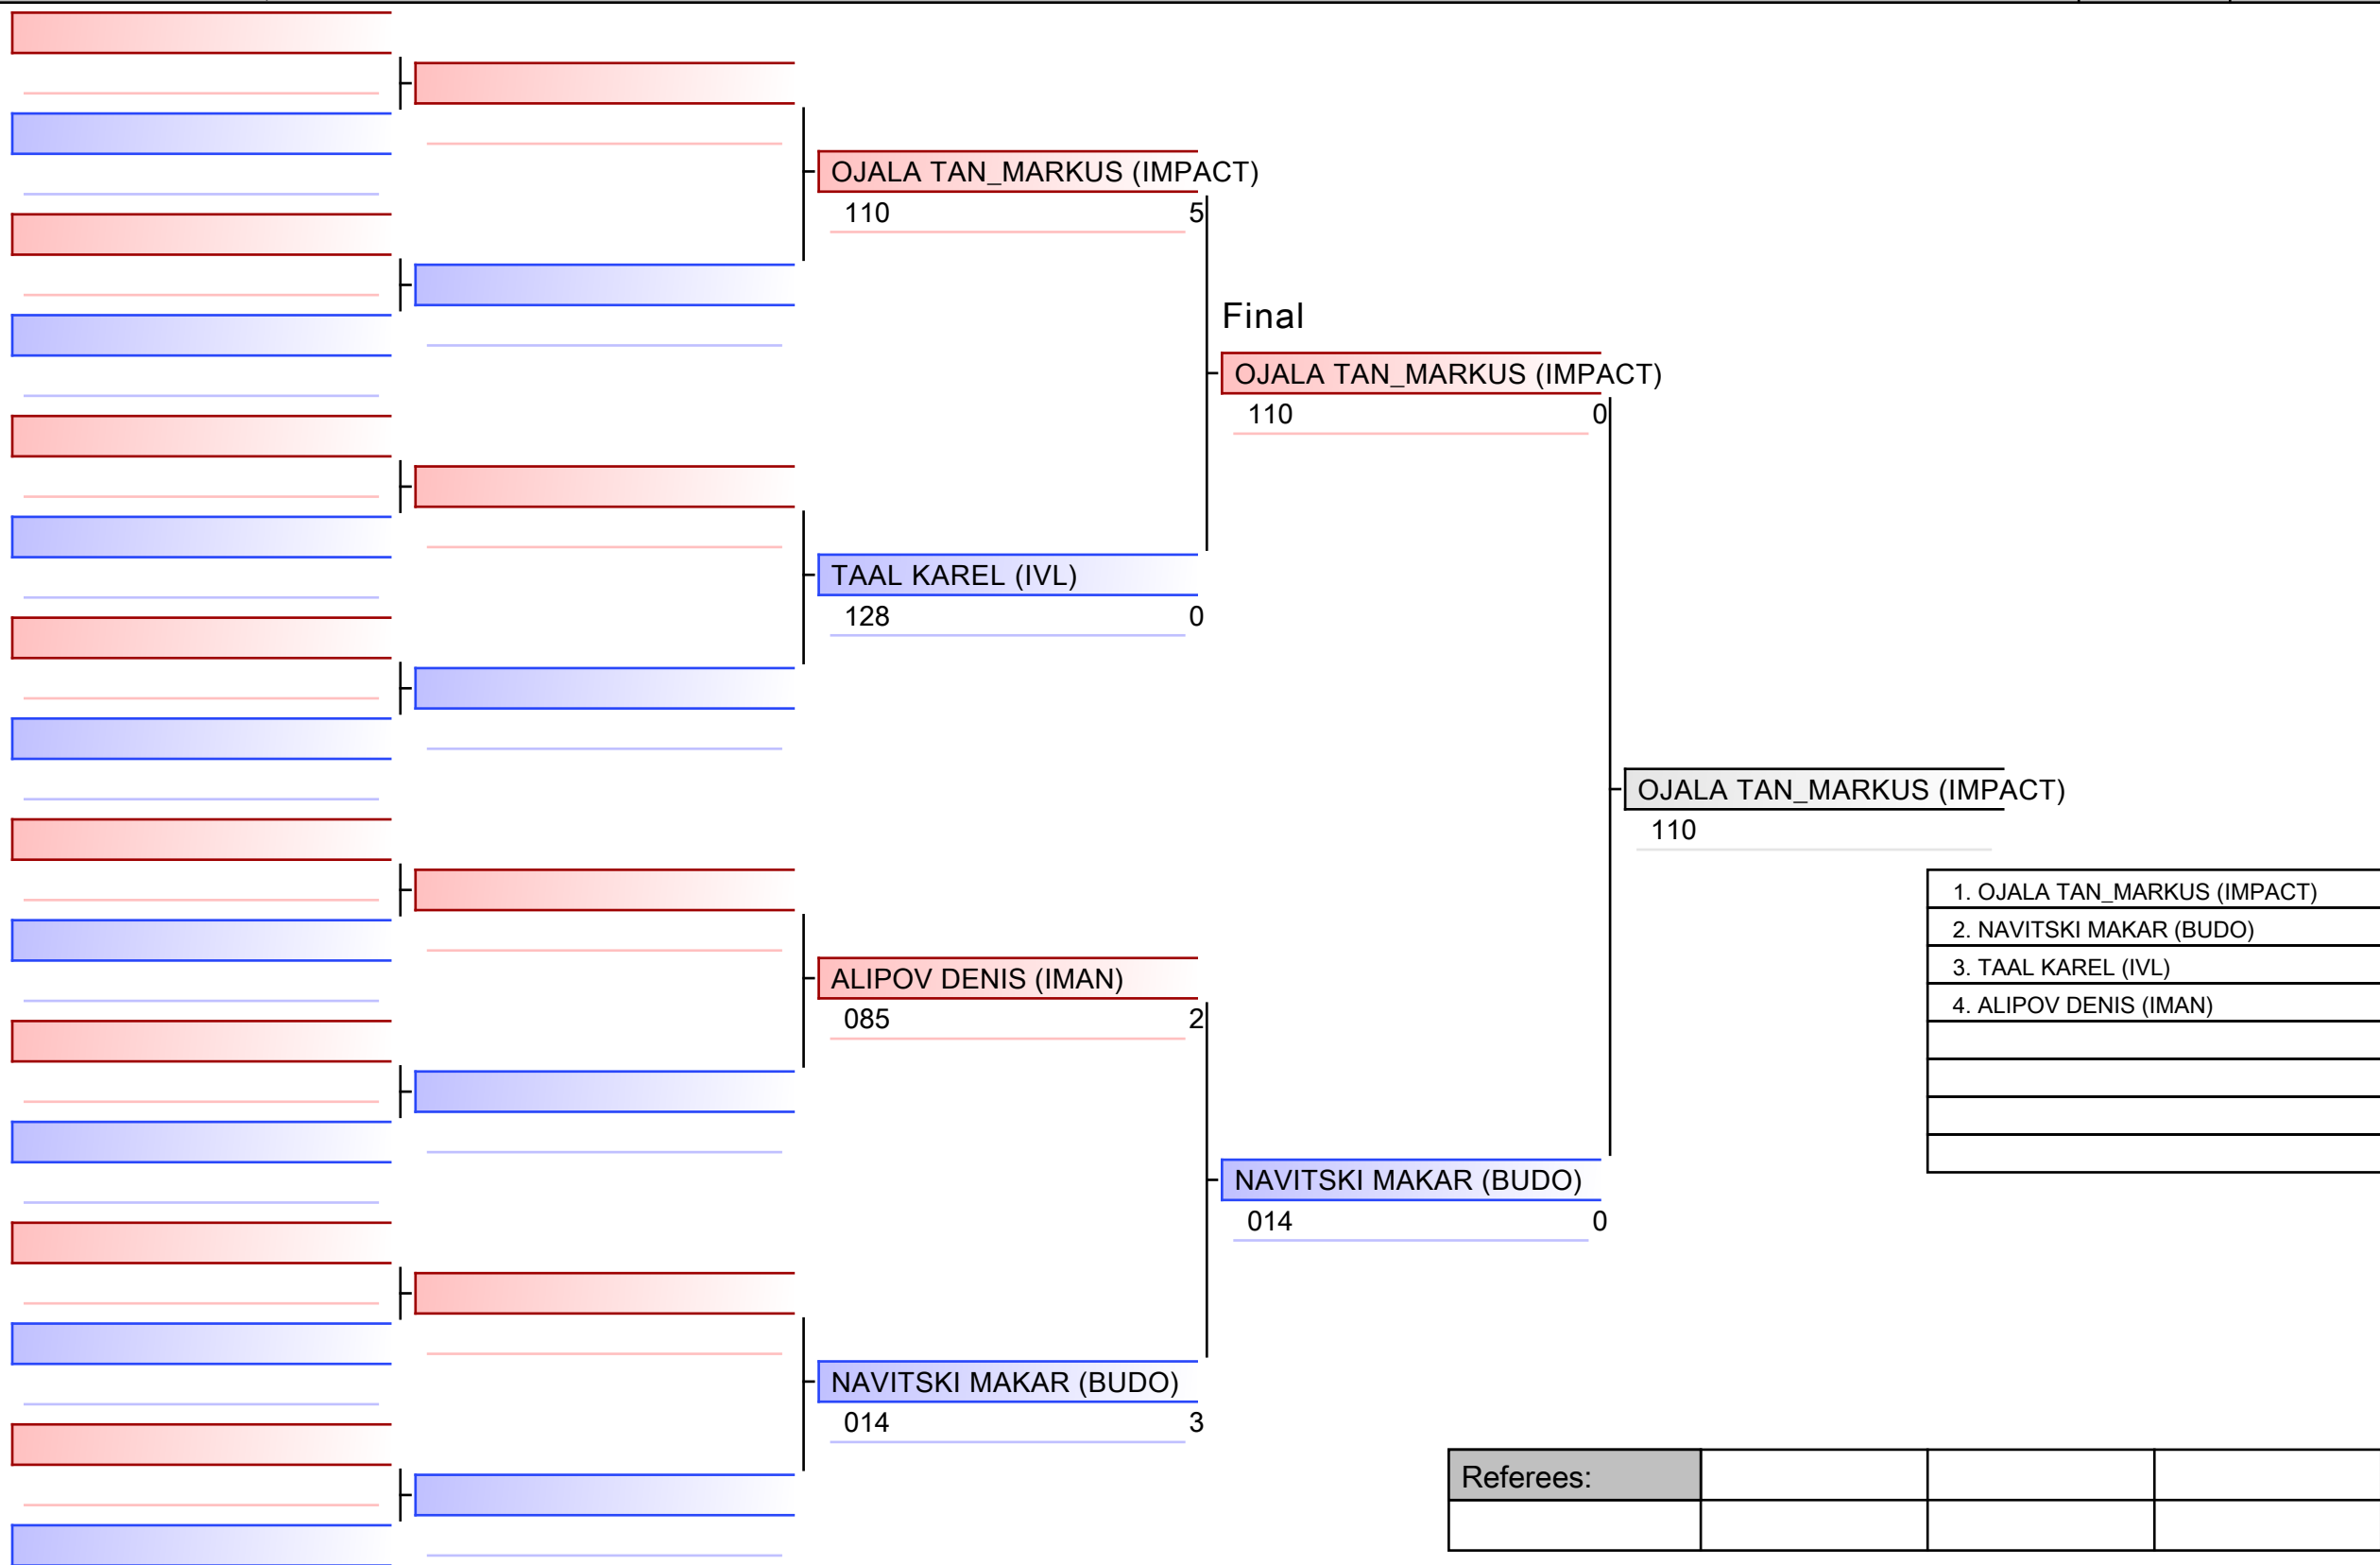 OJALA TAN_MARKUS (IMPACT)
110 5
Final
OJALA TAN_MARKUS (IMPACT)
110 0
TAAL KAREL (IVL)
128 0
OJALA TAN_MARKUS (IMPACT)
110
1. OJALA TAN_MARKUS (IMPACT)
2. NAVITSKI MAKAR (BUDO)
3. TAAL KAREL (IVL)
4. ALIPOV DENIS (IMAN)
ALIPOV DENIS (IMAN)
085 2
NAVITSKI MAKAR (BUDO)
014 0
NAVITSKI MAKAR (BUDO)
014 3
Referees: